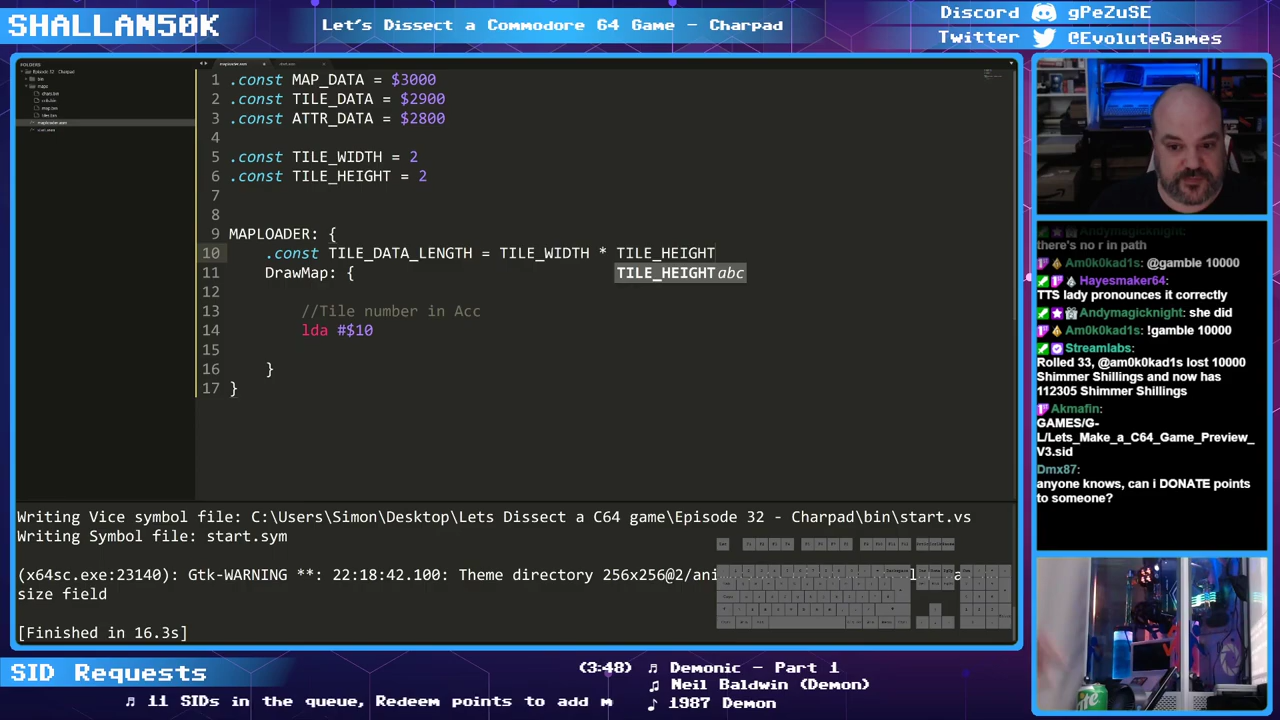 SHALLAN50K
Let's Dissect a Commodore 64 Game - Charpad
Discord gPeZuSE
Twitter @EvoluteGames
FOLDERS
1 .const MAP_DATA = $3000
2 .const TILE_DATA = $2900
3 .const ATTR_DATA = $2800
4
5 .const TILE_WIDTH = 2
6 .const TILE_HEIGHT = 2
7
8
9 MAPLOADER: {
10 .const TILE_DATA_LENGTH = TILE_WIDTH * TILE_HEIGHT
11 DrawMap: {
TILE_HEIGHT abc
12
13 //Tile number in Acc
14 lda #$10
15
16 }
17 }
Writing Vice symbol file: C:\Users\Simon\Desktop\Lets Dissect a C64 game\Episode 32 - Charpad\bin\start.vs
Writing Symbol file: start.sym
(x64sc.exe:23140): Gtk-WARNING **: 22:18:42.100: Theme directory 256x256@2/ani
size field
[Finished in 16.3s]
Andymagicknight:
there's no r in path
Am0k0kad1s: @gamble 10000
Hayesmaker64:
TTS lady pronounces it correctly
Andymagicknight: she did
Am0k0kad1s: !gamble 10000
Streamlabs:
Rolled 33, @am0k0kad1s lost 10000
Shimmer Shillings and now has
112305 Shimmer Shillings
Akmafin:
GAMES/G-
L/Lets_Make_a_C64_Game_Preview_
V3.sid
Dmx87:
anyone knows, can i DONATE points
to someone?
SID Requests
11 SIDs in the queue, Redeem points to add m
(3:48) Demonic - Part 1
Neil Baldwin (Demon)
1987 Demon